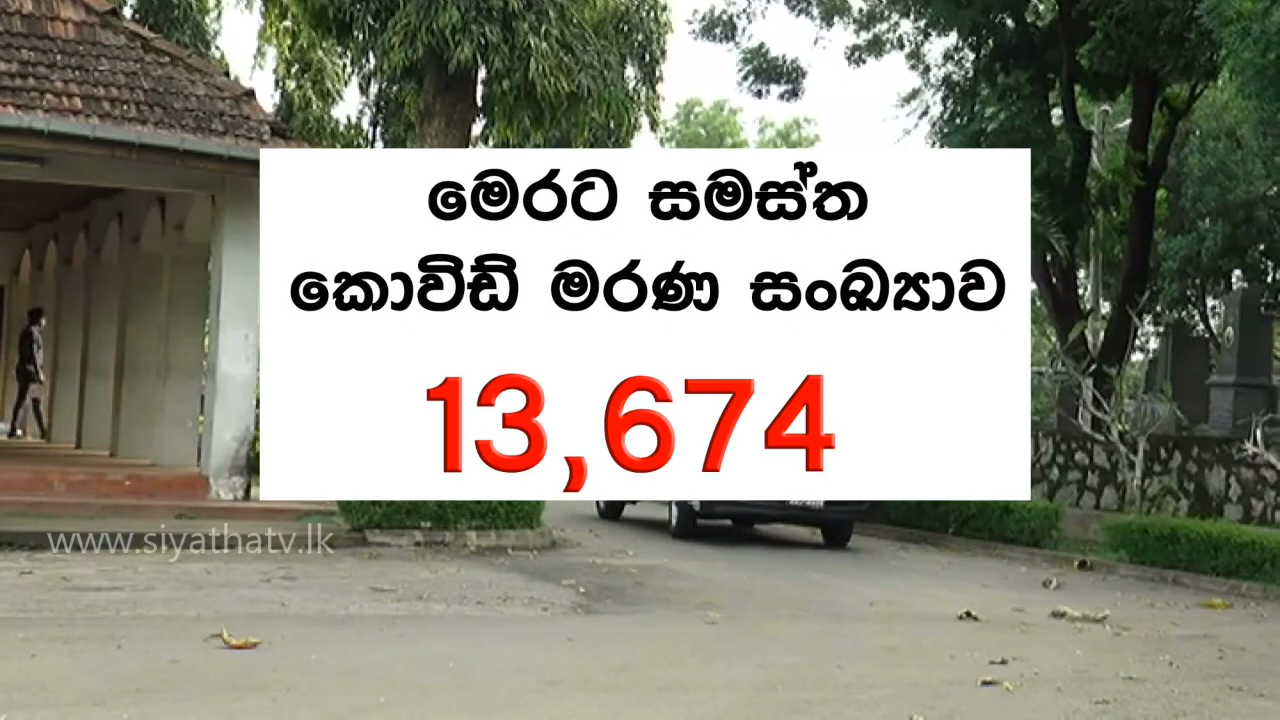 මෙරට සමස්ත
කොවිඩ් මරණ සංඛ්‍යාව
13,674
www.siyathatv.lk